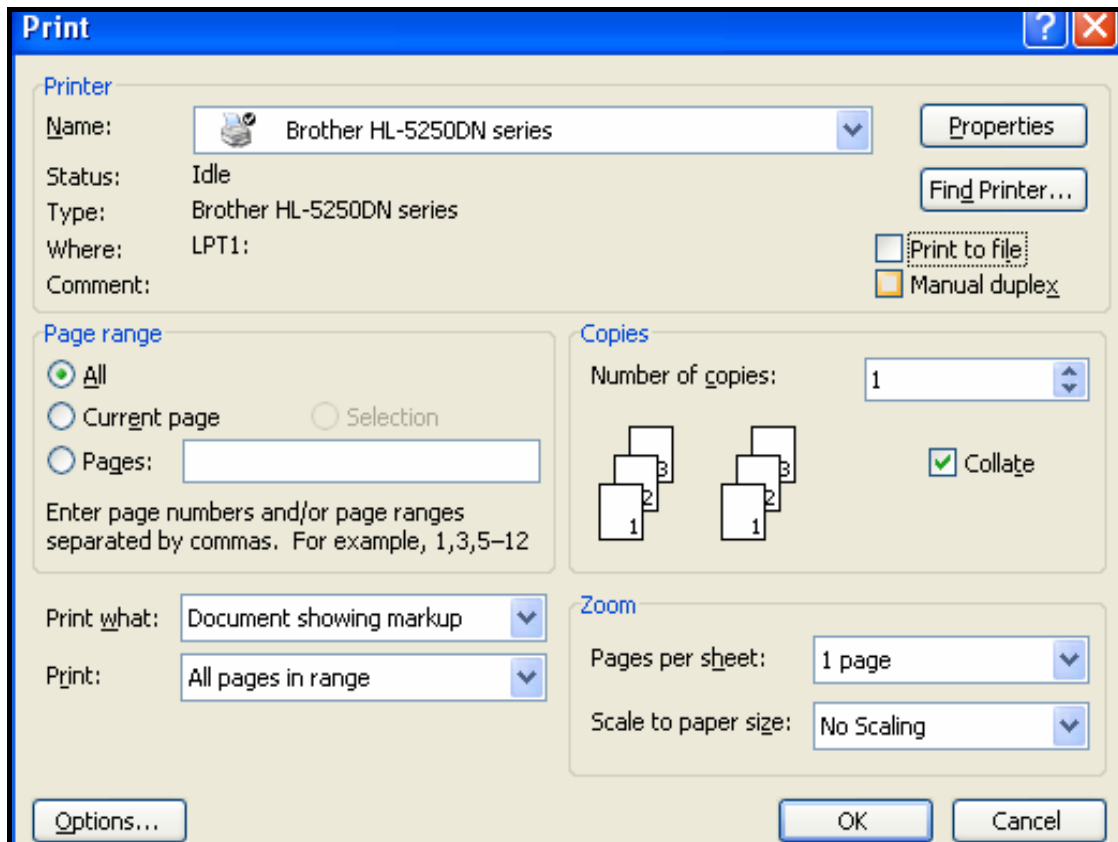 Print
Printer
Name: Brother HL-5250DN series Properties
Status: Idle Find Printer...
Type: Brother HL-5250DN series
Where: LPT1: Print to file
Comment: Manual duplex
Page range
All
Current page Selection
Pages:
Enter page numbers and/or page ranges
separated by commas. For example, 1,3,5–12
Copies
Number of copies: 1
3 3
2 2
1 1
Collate
Print what: Document showing markup
Print: All pages in range
Zoom
Pages per sheet: 1 page
Scale to paper size: No Scaling
Options... OK Cancel